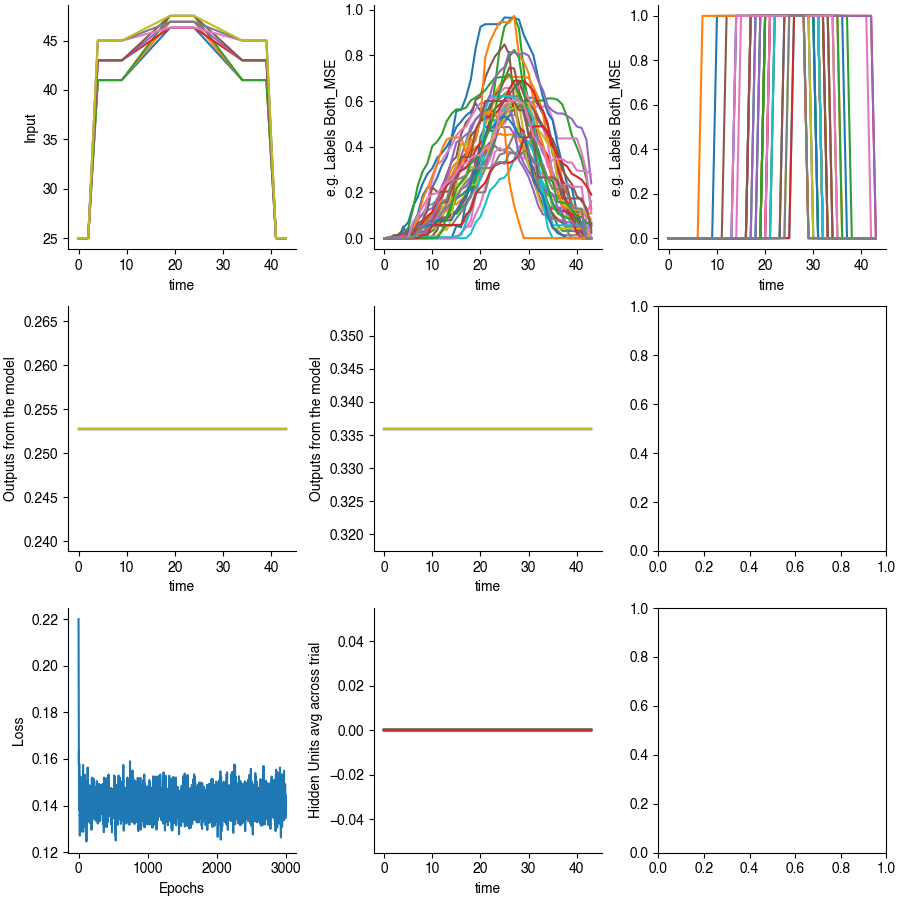 45
40
35
30
25
Input
0 10 20 30 40
time
1.0
0.8
0.6
0.4
0.2
0.0
e.g. Labels Both_MSE
0 10 20 30 40
time
1.0
0.8
0.6
0.4
0.2
0.0
e.g. Labels Both_MSE
0 10 20 30 40
time
0.265
0.260
0.255
0.250
0.245
0.240
Outputs from the model
0 10 20 30 40
time
0.350
0.345
0.340
0.335
0.330
0.325
0.320
Outputs from the model
0 10 20 30 40
time
1.0
0.8
0.6
0.4
0.2
0.0
0.0 0.2 0.4 0.6 0.8 1.0
0.22
0.20
0.18
0.16
0.14
0.12
Loss
0 1000 2000 3000
Epochs
0.04
0.02
0.00
−0.02
−0.04
Hidden Units avg across trial
0 10 20 30 40
time
1.0
0.8
0.6
0.4
0.2
0.0
0.0 0.2 0.4 0.6 0.8 1.0